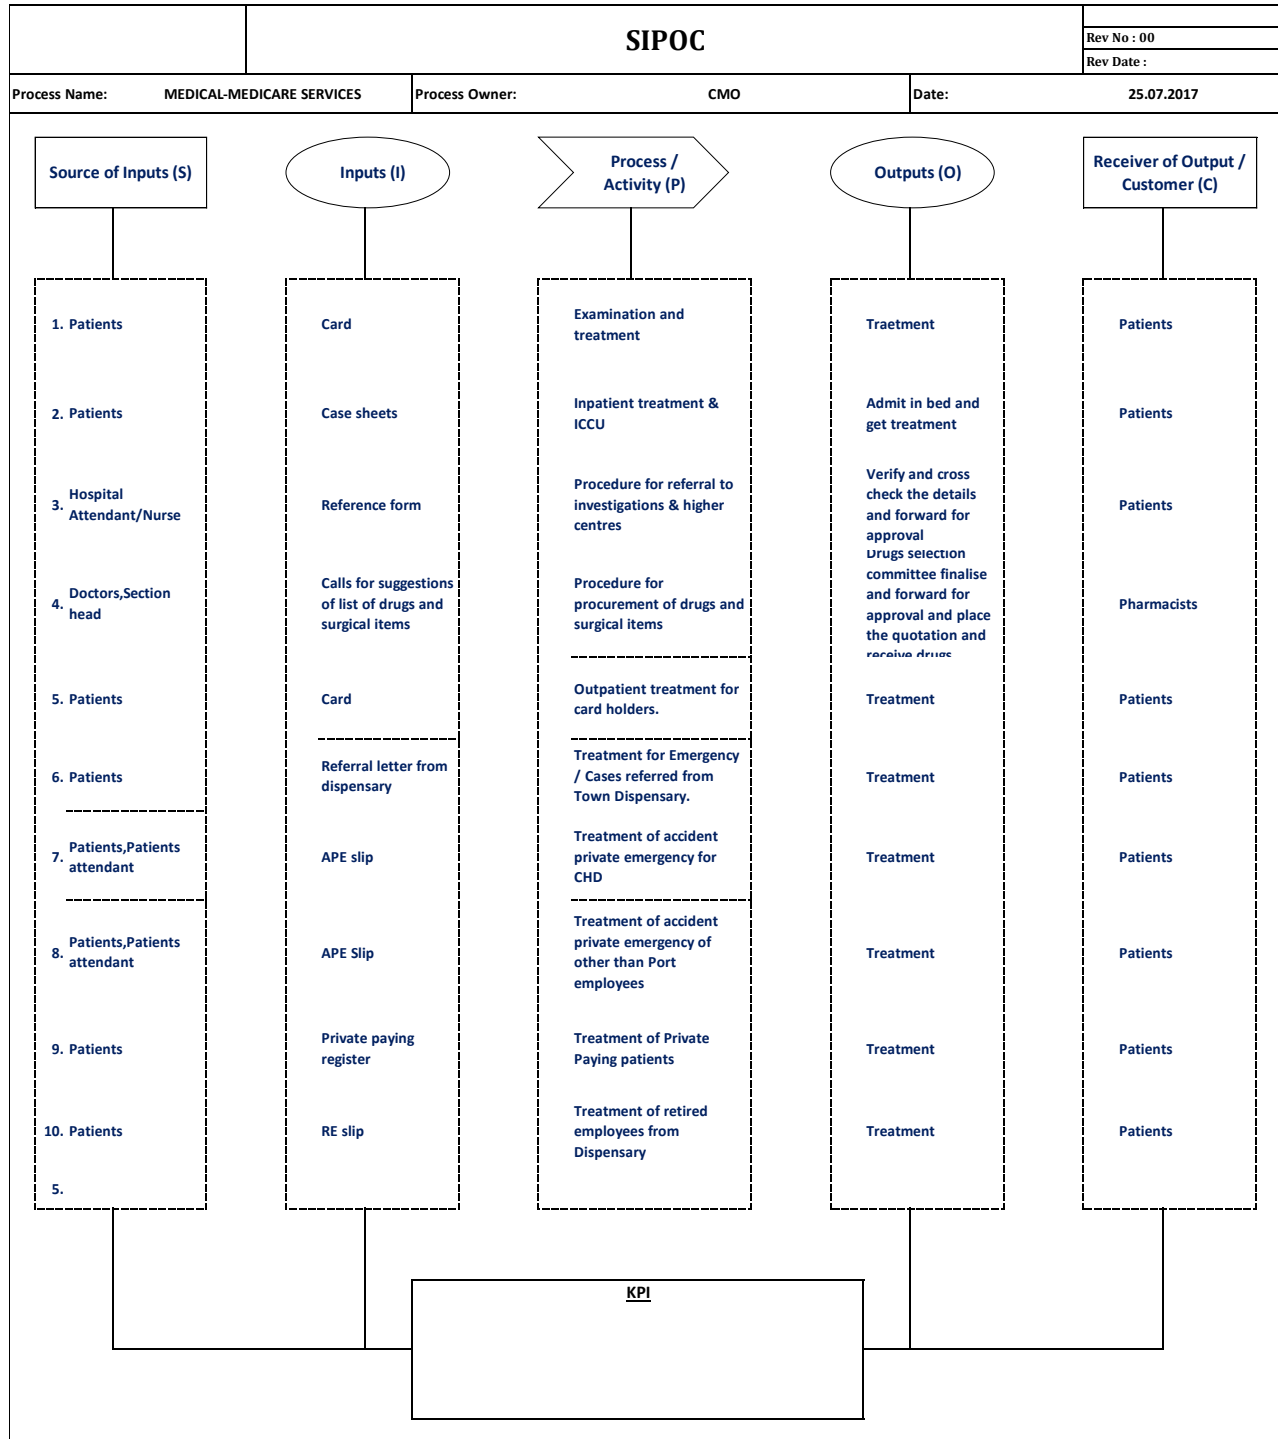 SIPOC
Rev No : 00
Rev Date :
Process Name: MEDICAL-MEDICARE SERVICES Process Owner: CMO Date: 25.07.2017
Source of Inputs (S)
Inputs (I)
Process /
Activity (P)
Outputs (O)
Receiver of Output /
Customer (C)
1. Patients
Card
Examination and
treatment
Traetment
Patients
2. Patients
Case sheets
Inpatient treatment &
ICCU
Admit in bed and
get treatment
Patients
3. Hospital
Attendant/Nurse
Reference form
Procedure for referral to
investigations & higher
centres
Verify and cross
check the details
and forward for
approval
Patients
4. Doctors,Section
head
Calls for suggestions
of list of drugs and
surgical items
Procedure for
procurement of drugs and
surgical items
Drugs selection
committee finalise
and forward for
approval and place
the quotation and
receive drugs
Pharmacists
5. Patients
Card
Outpatient treatment for
card holders.
Treatment
Patients
6. Patients
Referral letter from
dispensary
Treatment for Emergency
/ Cases referred from
Town Dispensary.
Treatment
Patients
7. Patients,Patients
attendant
APE slip
Treatment of accident
private emergency for
CHD
Treatment
Patients
8. Patients,Patients
attendant
APE Slip
Treatment of accident
private emergency of
other than Port
employees
Treatment
Patients
9. Patients
Private paying
register
Treatment of Private
Paying patients
Treatment
Patients
10. Patients
RE slip
Treatment of retired
employees from
Dispensary
Treatment
Patients
5.
KPI